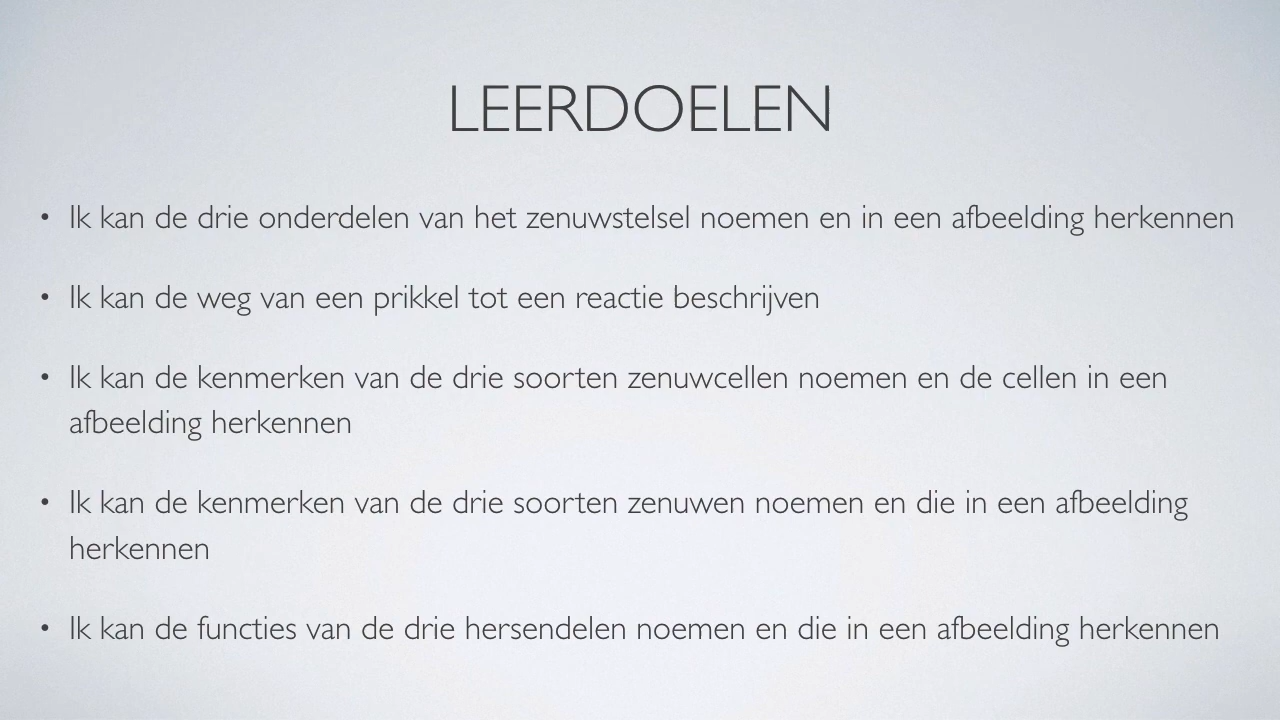 LEERDOELEN
• Ik kan de drie onderdelen van het zenuwstelsel noemen en in een afbeelding herkennen
• Ik kan de weg van een prikkel tot een reactie beschrijven
• Ik kan de kenmerken van de drie soorten zenuwcellen noemen en de cellen in een
afbeelding herkennen
• Ik kan de kenmerken van de drie soorten zenuwen noemen en die in een afbeelding
herkennen
• Ik kan de functies van de drie hersendelen noemen en die in een afbeelding herkennen